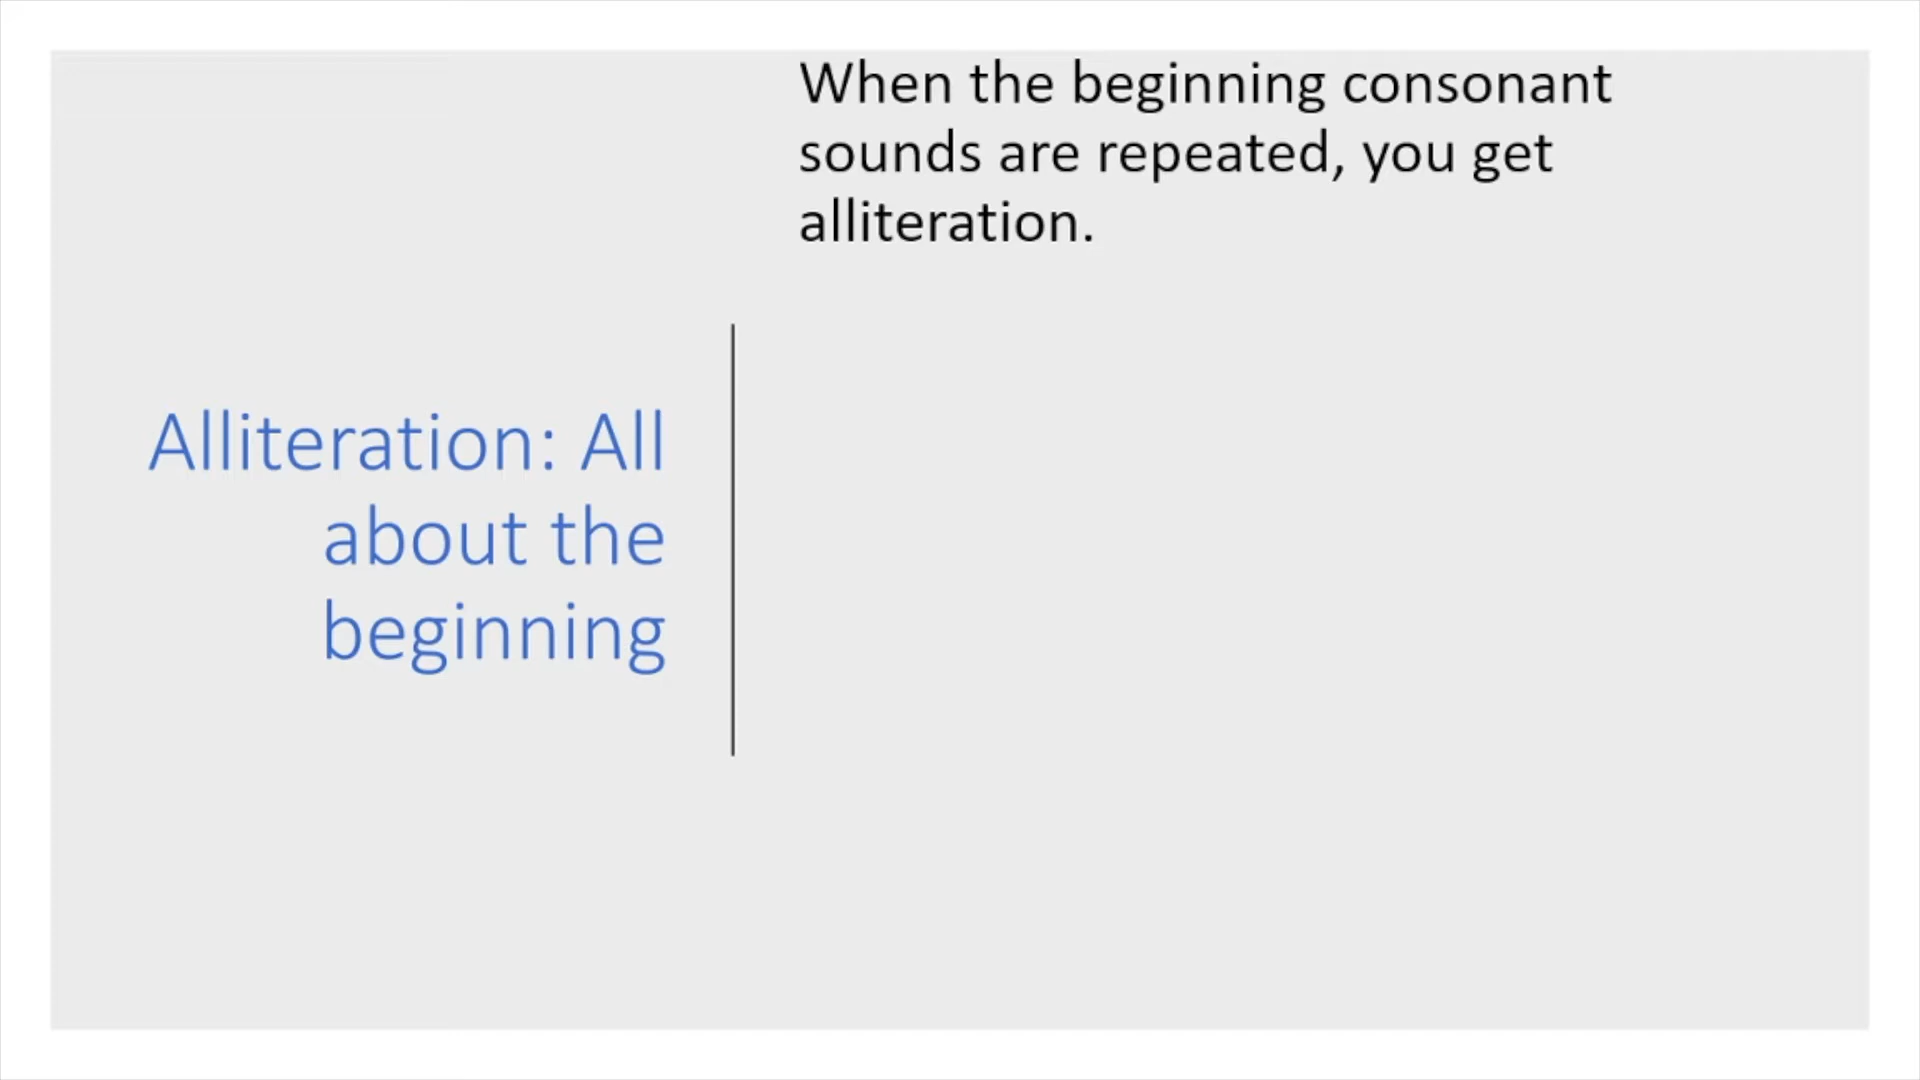 When the beginning consonant
sounds are repeated, you get
alliteration.
Alliteration: All
about the
beginning